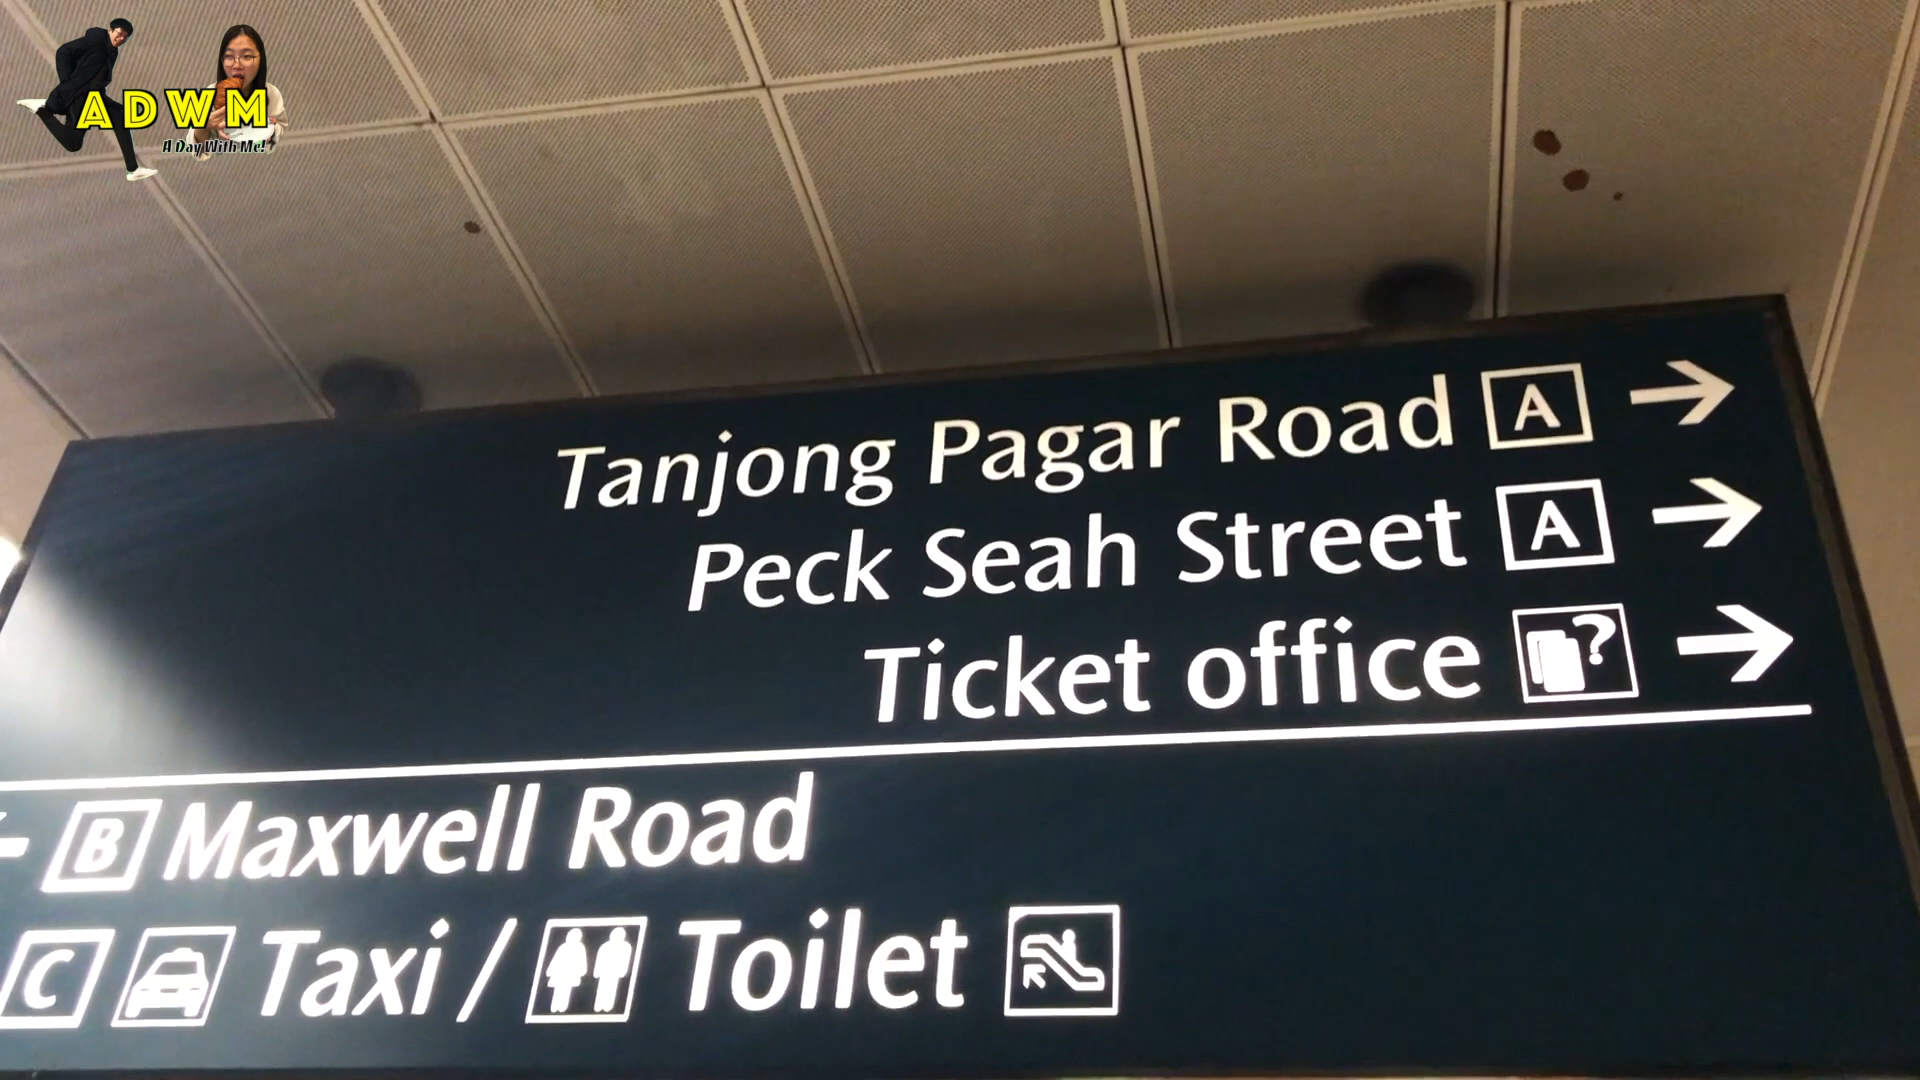 ADWM
A Day With Me!
Tanjong Pagar Road A →
Peck Seah Street A →
Ticket office ? →
← B Maxwell Road
C Taxi / Toilet